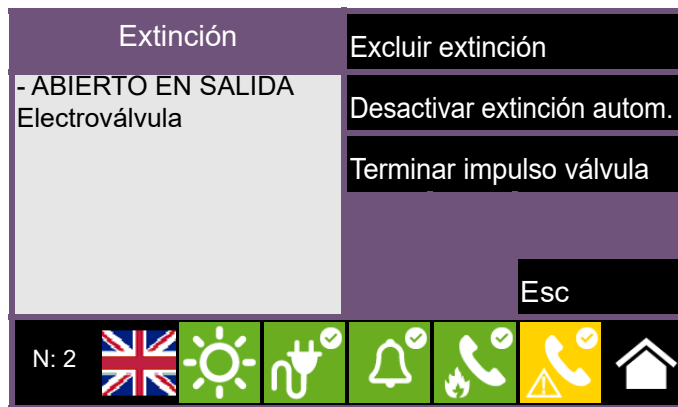 Extinción
- ABIERTO EN SALIDA
Electroválvula
Excluir extinción
Desactivar extinción autom.
Terminar impulso válvula
Esc
N: 2